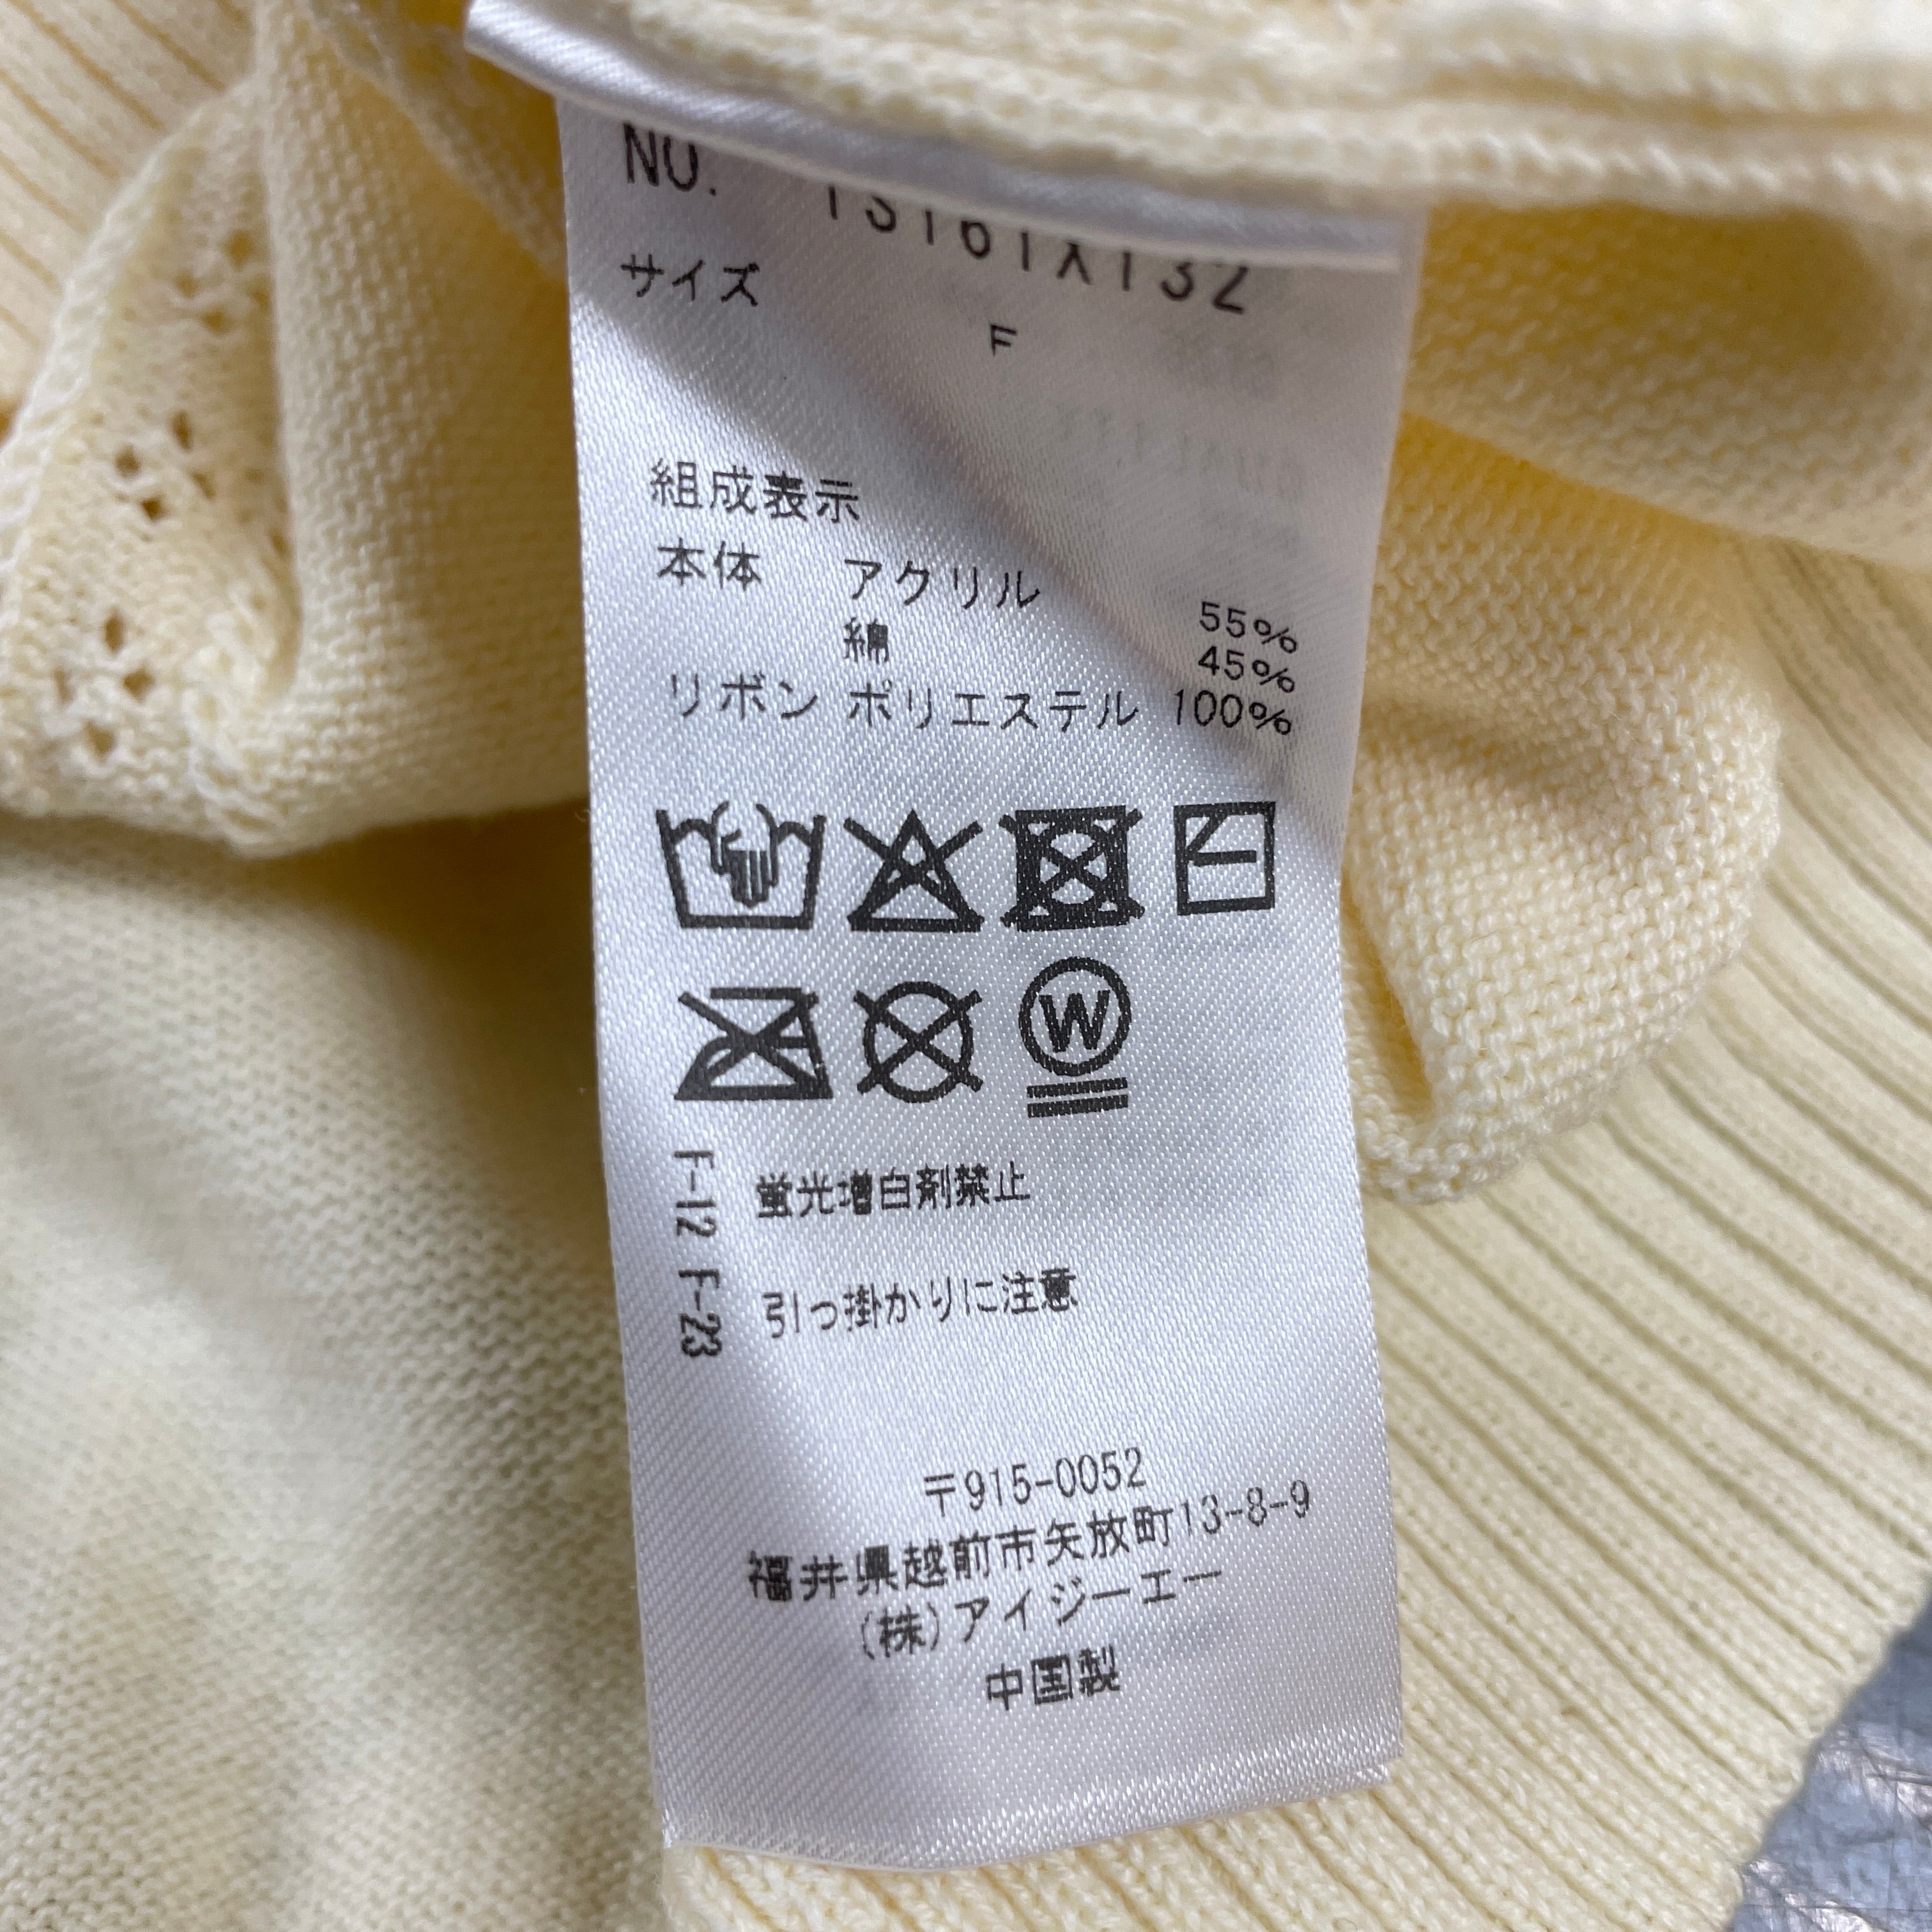 NO. 1S161X132
サイズ
F
組成表示
本体 アクリル 55%
綿 45%
リボン ポリエステル 100%
W
F-12 F-23
蛍光増白剤禁止
引っ掛かりに注意
〒915-0052
福井県越前市矢放町13-8-9
(株)アイジーエー
中国製